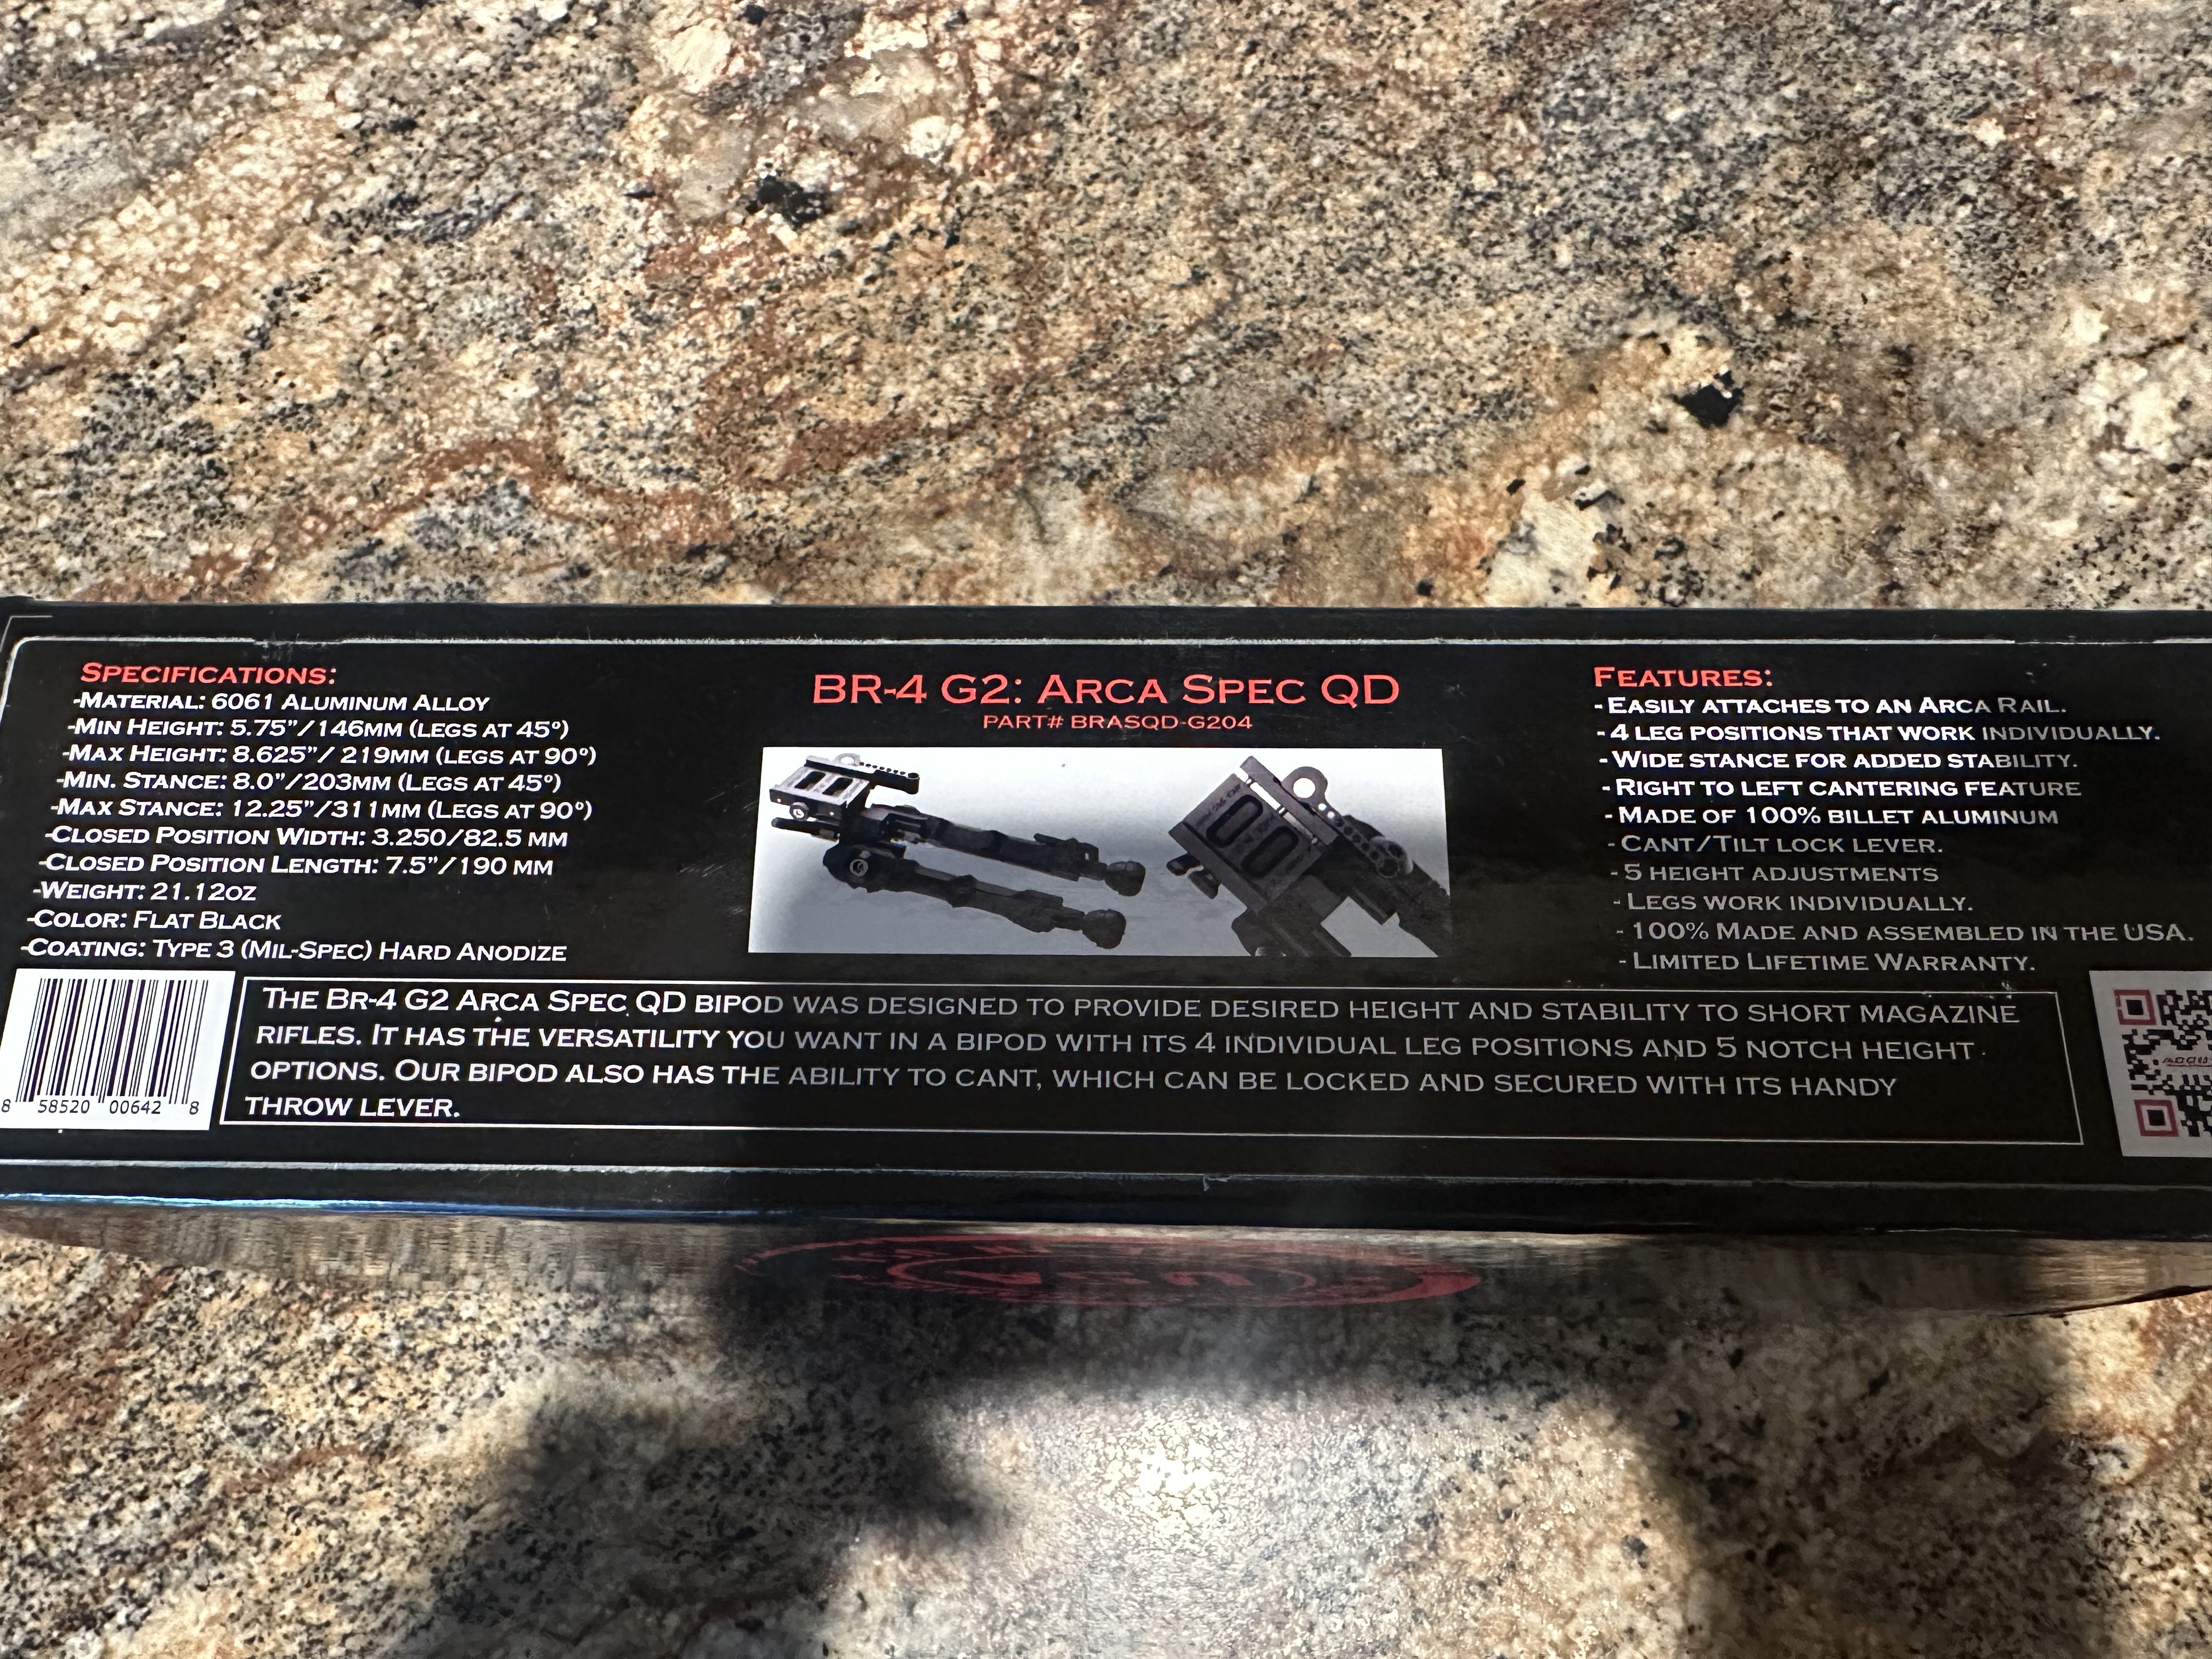 SPECIFICATIONS:
-MATERIAL: 6061 ALUMINUM ALLOY
-MIN HEIGHT: 5.75"/146MM (LEGS AT 45º)
-MAX HEIGHT: 8.625"/ 219MM (LEGS AT 90º)
-MIN. STANCE: 8.0"/203MM (LEGS AT 45º)
-MAX STANCE: 12.25"/311MM (LEGS AT 90º)
-CLOSED POSITION WIDTH: 3.250/82.5 MM
-CLOSED POSITION LENGTH: 7.5"/190 MM
-WEIGHT: 21.12OZ
-COLOR: FLAT BLACK
-COATING: TYPE 3 (MIL-SPEC) HARD ANODIZE
BR-4 G2: ARCA SPEC QD
PART# BRASQD-G204
FEATURES:
- EASILY ATTACHES TO AN ARCA RAIL.
- 4 LEG POSITIONS THAT WORK INDIVIDUALLY.
- WIDE STANCE FOR ADDED STABILITY.
- RIGHT TO LEFT CANTERING FEATURE
- MADE OF 100% BILLET ALUMINUM
- CANT/TILT LOCK LEVER.
- 5 HEIGHT ADJUSTMENTS
- LEGS WORK INDIVIDUALLY.
- 100% MADE AND ASSEMBLED IN THE USA.
- LIMITED LIFETIME WARRANTY.
8 58520 00642 8
THE BR-4 G2 ARCA SPEC QD BIPOD WAS DESIGNED TO PROVIDE DESIRED HEIGHT AND STABILITY TO SHORT MAGAZINE
RIFLES. IT HAS THE VERSATILITY YOU WANT IN A BIPOD WITH ITS 4 INDIVIDUAL LEG POSITIONS AND 5 NOTCH HEIGHT
OPTIONS. OUR BIPOD ALSO HAS THE ABILITY TO CANT, WHICH CAN BE LOCKED AND SECURED WITH ITS HANDY
THROW LEVER.
USA